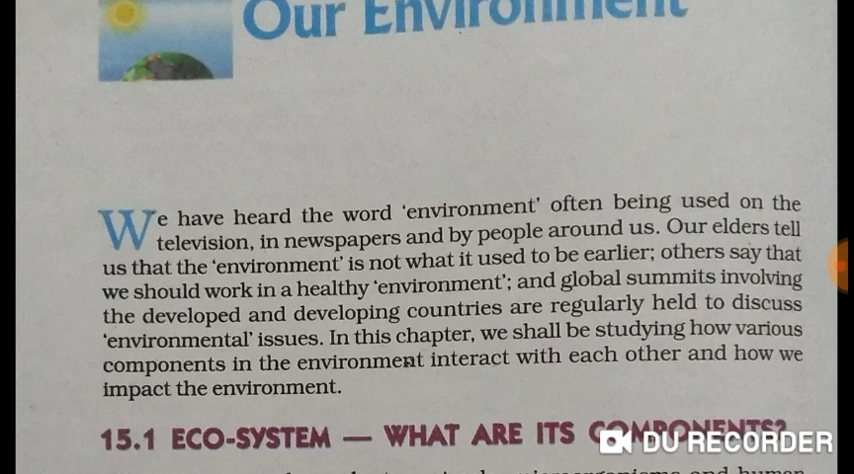 Our Environment
We have heard the word 'environment' often being used on the
television, in newspapers and by people around us. Our elders tell
us that the 'environment' is not what it used to be earlier; others say that
we should work in a healthy 'environment'; and global summits involving
the developed and developing countries are regularly held to discuss
'environmental' issues. In this chapter, we shall be studying how various
components in the environment interact with each other and how we
impact the environment.
15.1 ECO-SYSTEM — WHAT ARE ITS COMPONENTS?
DU RECORDER
and human